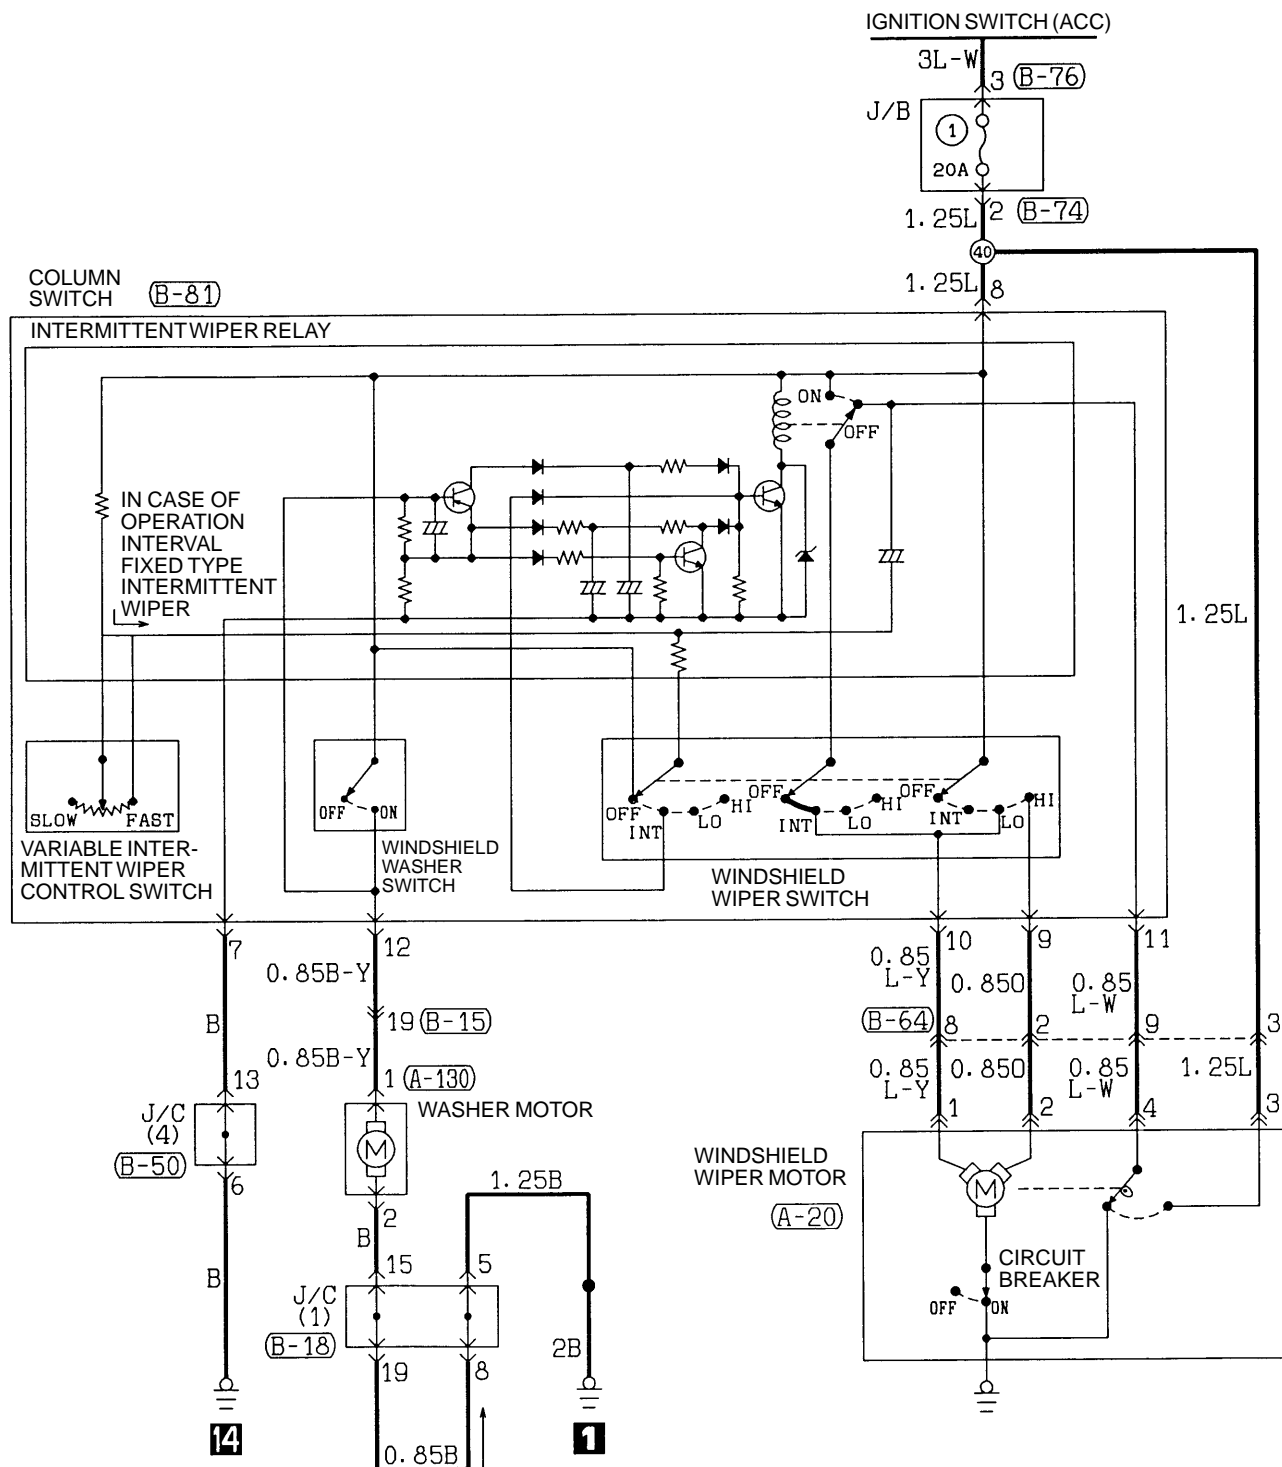 IGNITION SWITCH (ACC)
3L-W
3
B-76
J/B
1
20A
2
B-74
1.25L
40
1.25L
8
COLUMN
SWITCH
B-81
INTERMITTENT WIPER RELAY
ON
OFF
IN CASE OF
OPERATION
INTERVAL
FIXED TYPE
INTERMITTENT
WIPER
1.25L
SLOW
FAST
VARIABLE INTER-
MITTENT WIPER
CONTROL SWITCH
OFF
ON
WINDSHIELD
WASHER
SWITCH
OFF
INT
LO
HI
OFF
INT
LO
HI
OFF
INT
LO
HI
WINDSHIELD
WIPER SWITCH
7
12
10
9
11
0.85B-Y
0.85
L-Y
0.85O
0.85
L-W
B
19
B-15
B-64
8
2
9
3
0.85B-Y
0.85
L-Y
0.85O
0.85
L-W
1.25L
13
1
A-130
1
2
4
3
J/C
(4)
B-50
6
WASHER MOTOR
M
WINDSHIELD
WIPER MOTOR
A-20
M
1.25B
2
B
15
5
B
J/C
(1)
B-18
19
8
2B
CIRCUIT
BREAKER
OFF
ON
14
1
0.85B